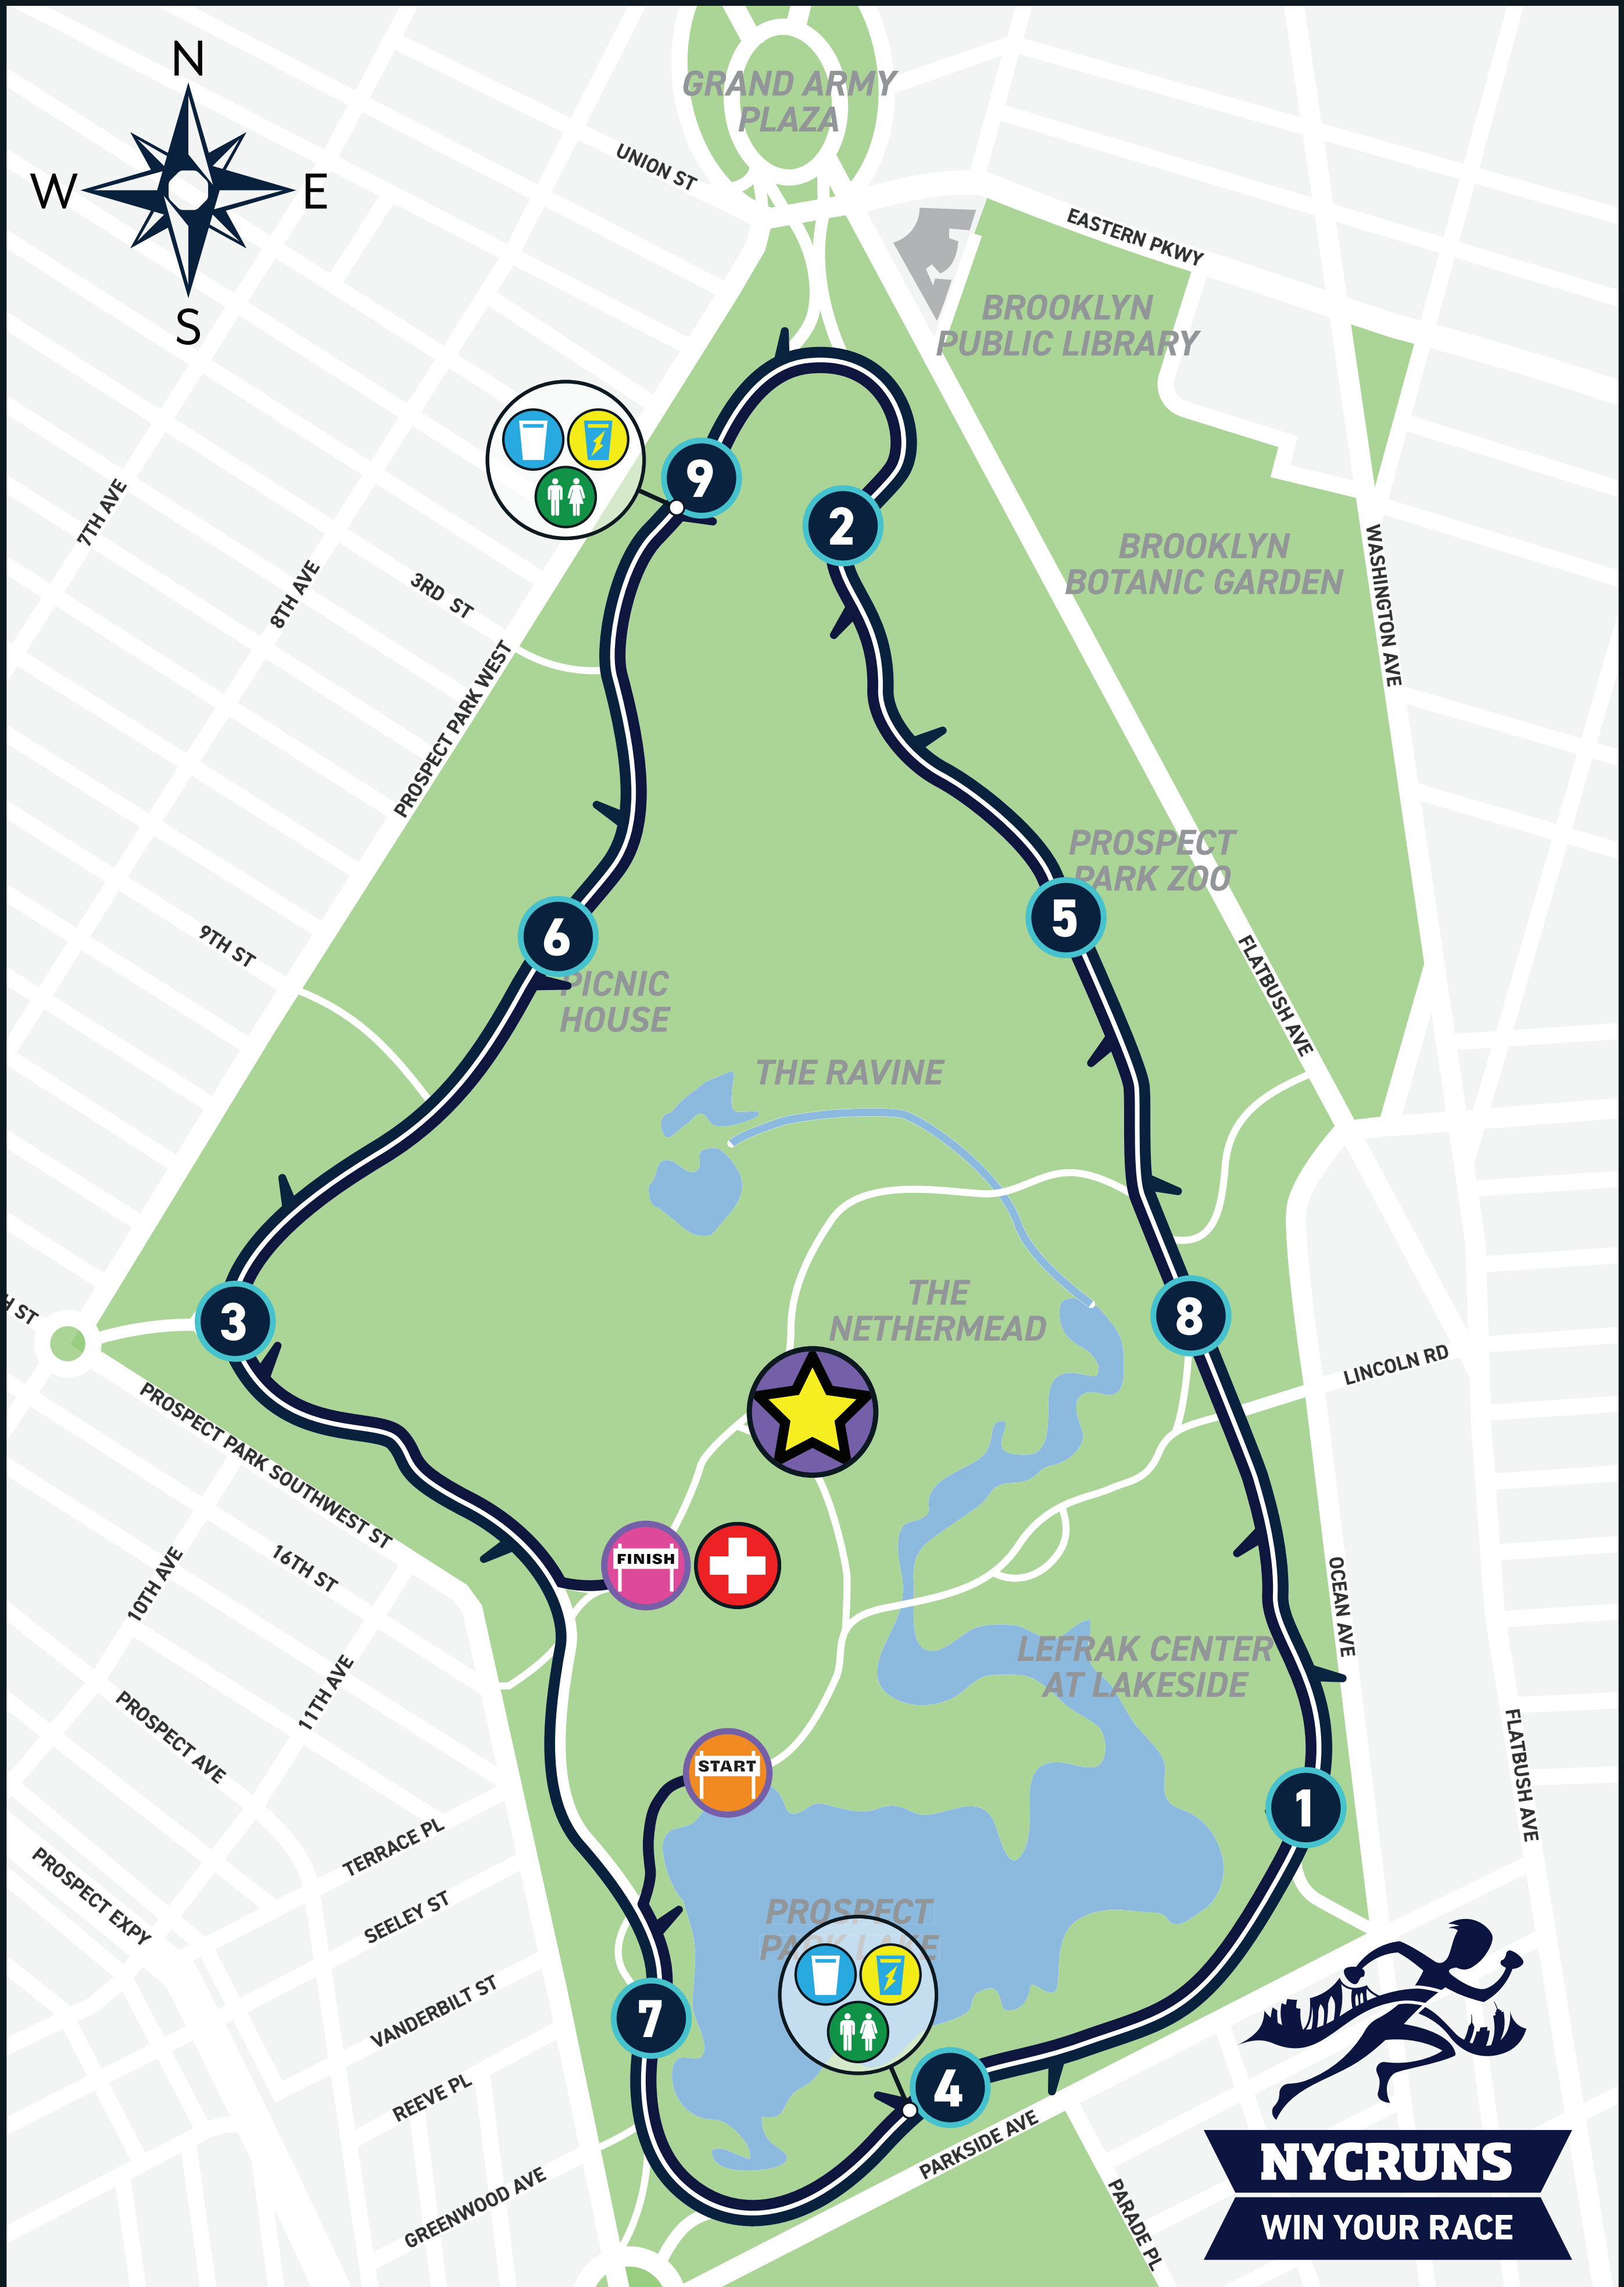 N
W
E
S
GRAND ARMY
PLAZA
UNION ST
EASTERN PKWY
BROOKLYN
PUBLIC LIBRARY
9
2
7TH AVE
8TH AVE
3RD ST
BROOKLYN
BOTANIC GARDEN
WASHINGTON AVE
PROSPECT PARK WEST
PROSPECT
PARK ZOO
5
6
9TH ST
FLATBUSH AVE
PICNIC
HOUSE
THE RAVINE
THE
NETHERMEAD
H ST
3
8
LINCOLN RD
PROSPECT PARK SOUTHWEST ST
16TH ST
10TH AVE
FINISH
OCEAN AVE
LEFRAK CENTER
AT LAKESIDE
11TH AVE
PROSPECT AVE
START
FLATBUSH AVE
1
TERRACE PL
PROSPECT EXPY
SEELEY ST
PROSPECT
PARK LAKE
VANDERBILT ST
7
4
REEVE PL
PARKSIDE AVE
GREENWOOD AVE
PARADE PL
NYCRUNS
WIN YOUR RACE